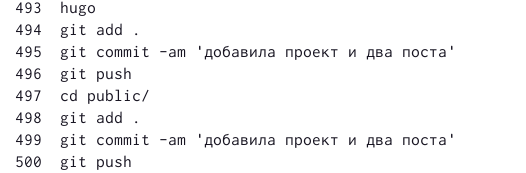 493 hugo
494 git add .
495 git commit -am 'добавила проект и два поста'
496 git push
497 cd public/
498 git add .
499 git commit -am 'добавила проект и два поста'
500 git push